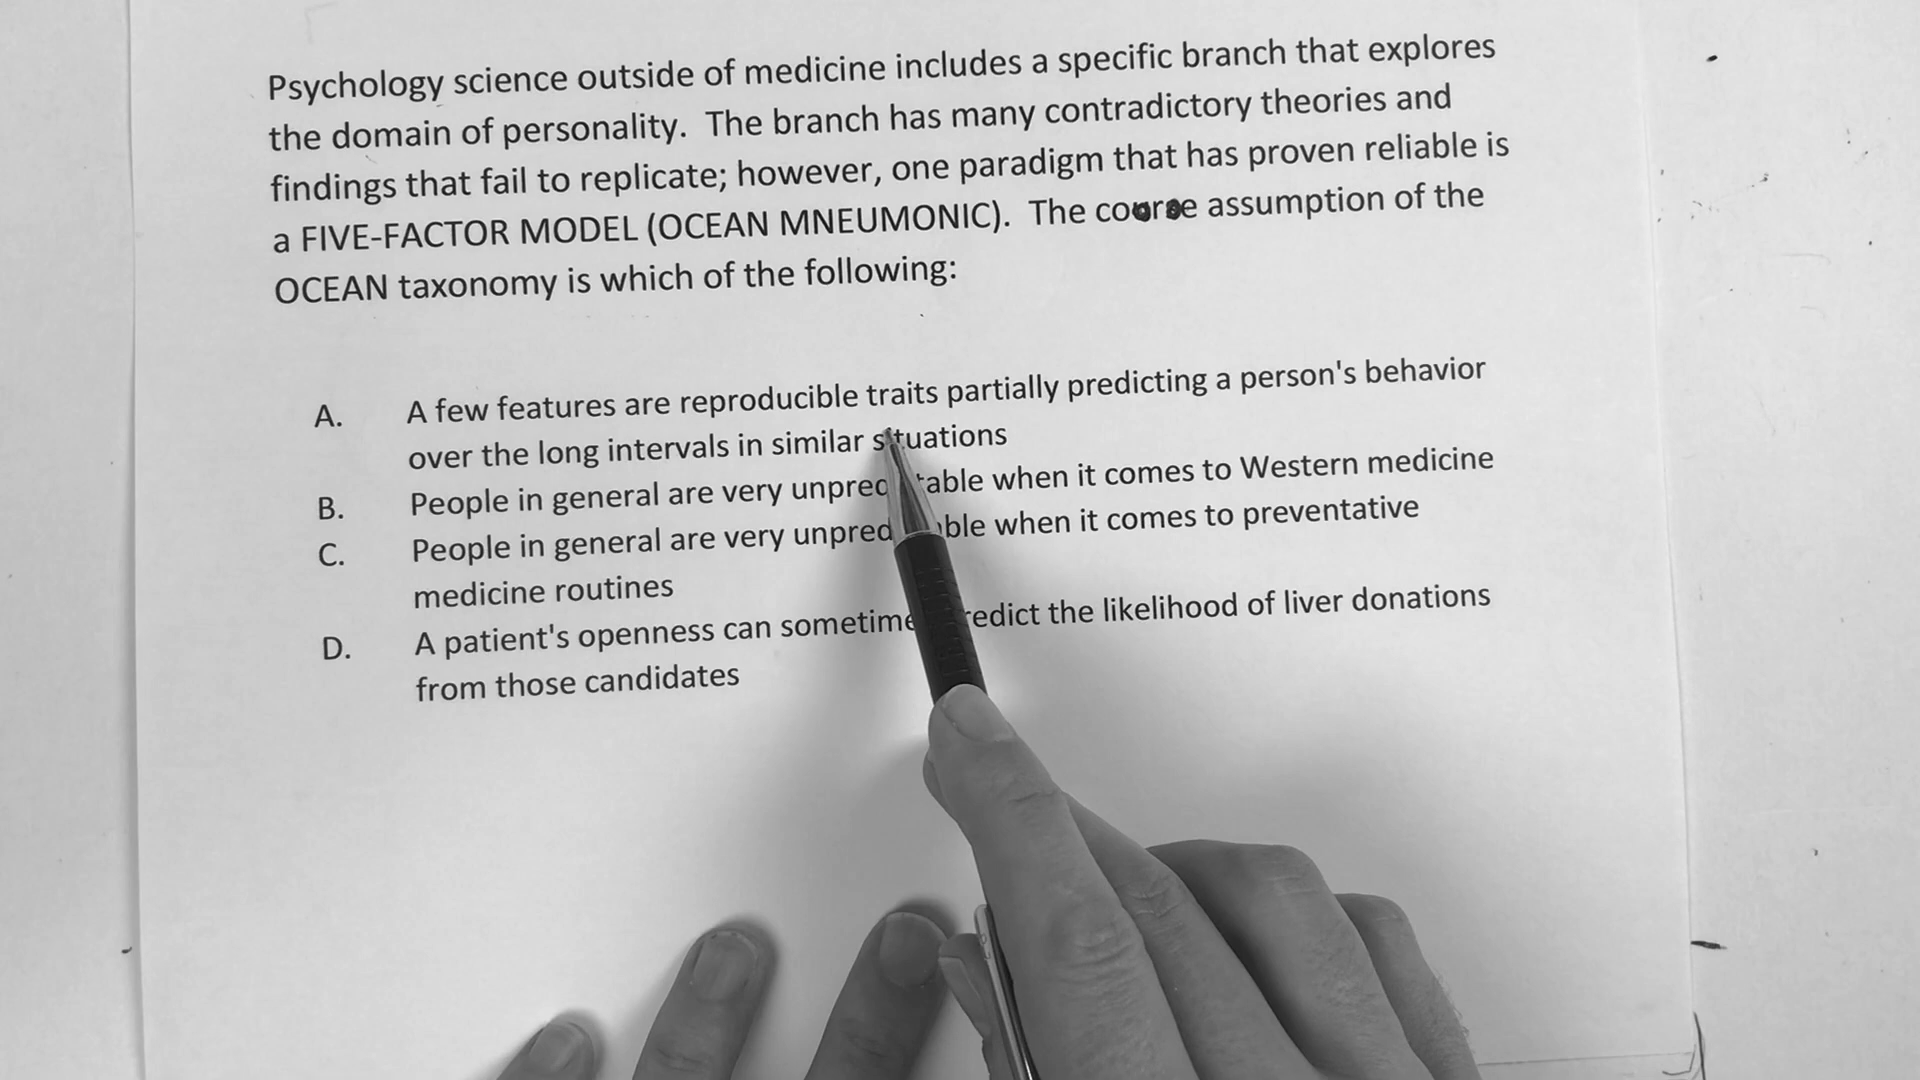 Psychology science outside of medicine includes a specific branch that explores
the domain of personality. The branch has many contradictory theories and
findings that fail to replicate; however, one paradigm that has proven reliable is
a FIVE-FACTOR MODEL (OCEAN MNEUMONIC). The course assumption of the
OCEAN taxonomy is which of the following:
A. A few features are reproducible traits partially predicting a person's behavior
over the long intervals in similar situations
B. People in general are very when it comes to Western medicine
C. People in general are very when it comes to preventative
medicine routines
D. A patient's openness can the likelihood of liver donations
from those candidates